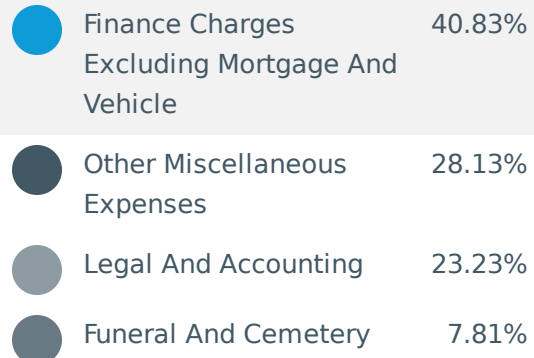 Finance Charges 40.83%
Excluding Mortgage And
Vehicle
Other Miscellaneous 28.13%
Expenses
Legal And Accounting 23.23%
Funeral And Cemetery 7.81%